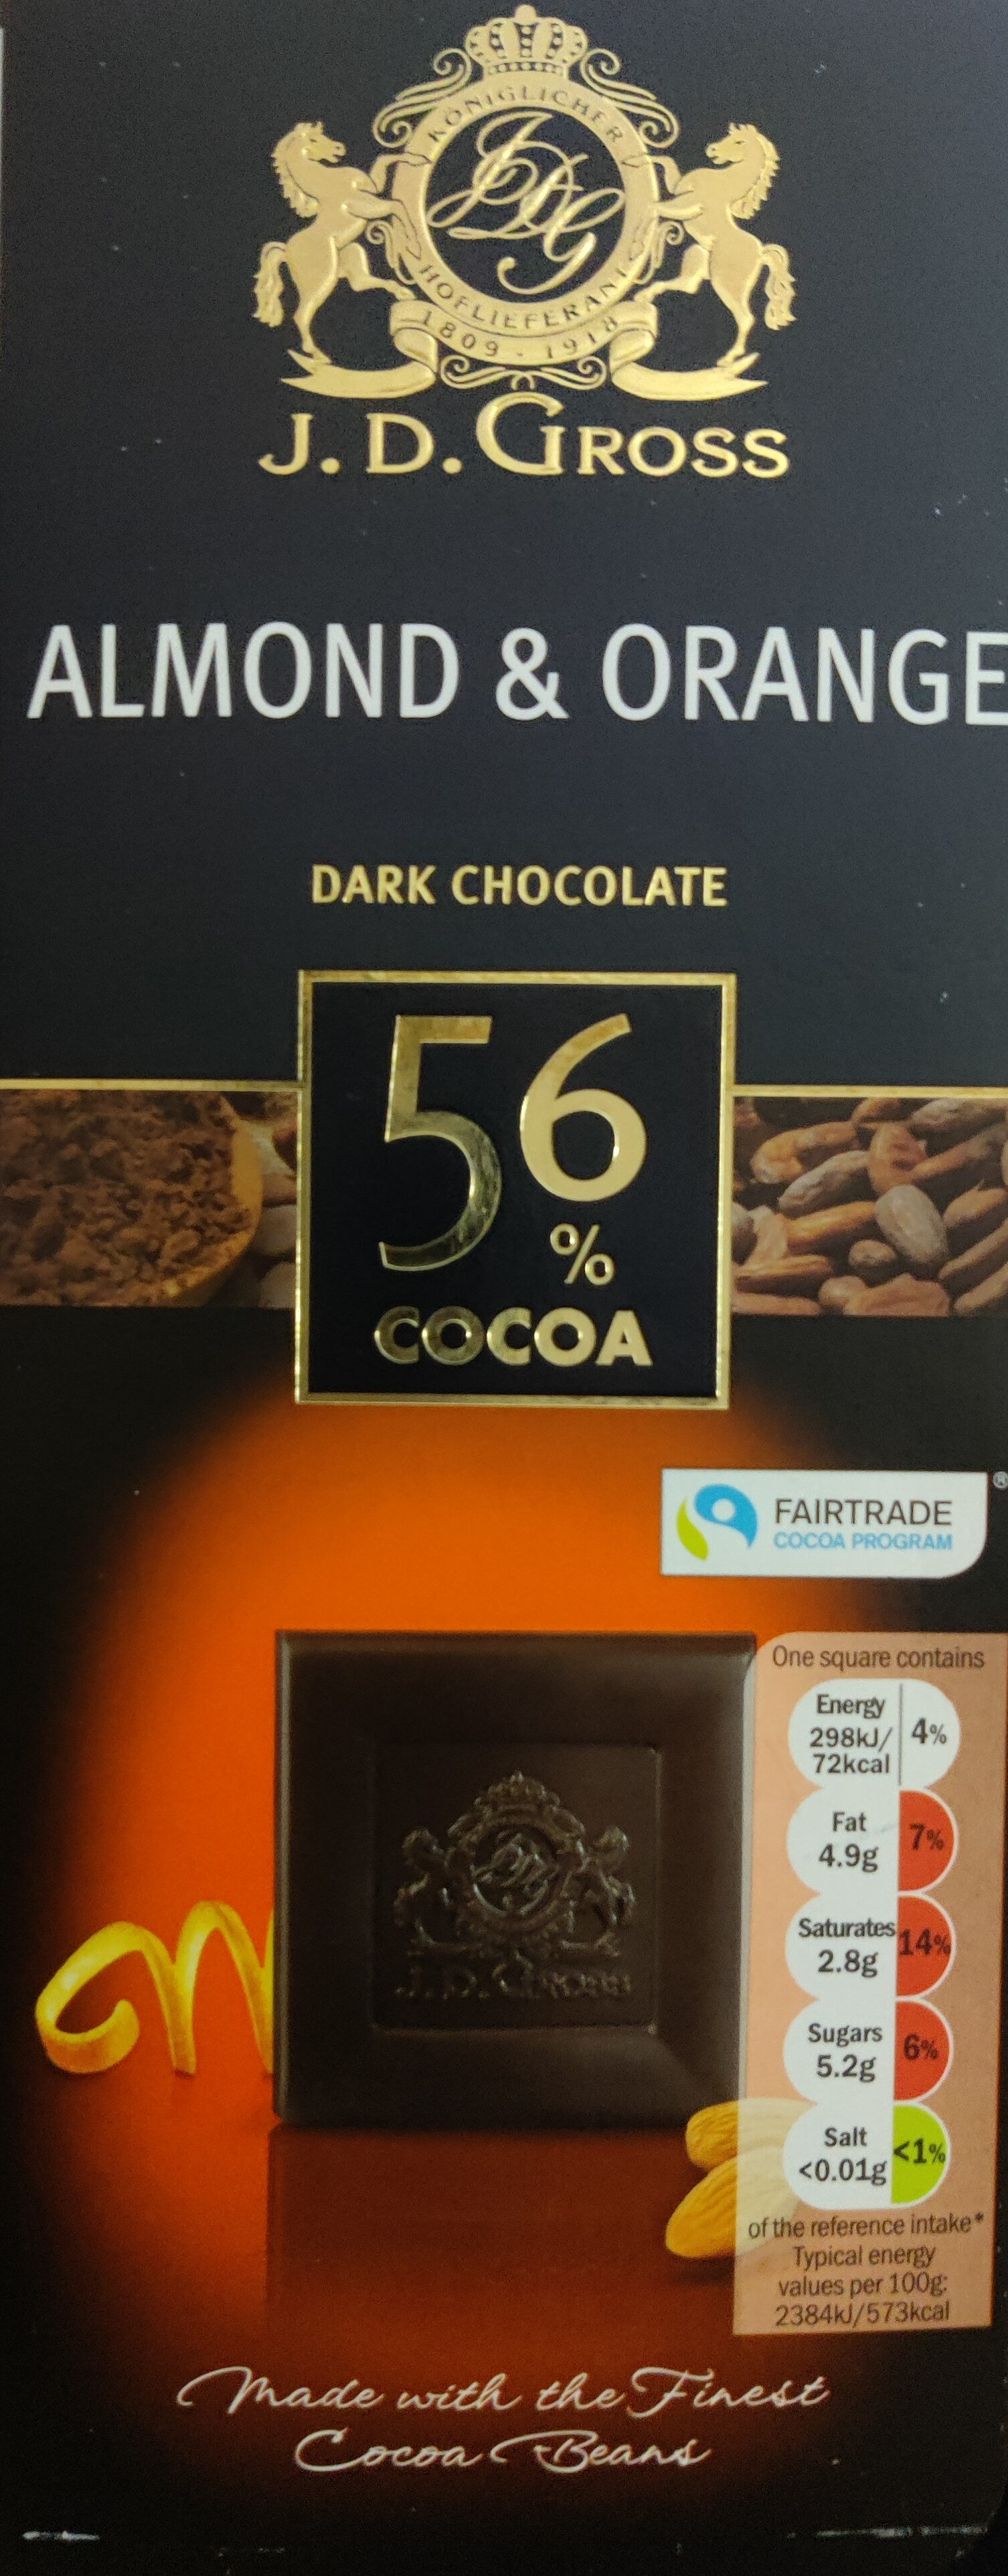 KÖNIGLICHER
JDG
HOFLIEFERANT
1809 - 1918
J. D. GROSS
ALMOND & ORANGE
DARK CHOCOLATE
56
%
COCOA
®
FAIRTRADE
COCOA PROGRAM
One square contains
Energy
298kJ/
72kcal
4%
Fat
4.9g
7%
Saturates
2.8g
14%
Sugars
5.2g
6%
Salt
<0.01g
<1%
of the reference intake*
Typical energy
values per 100g:
2384kJ/573kcal
J.D. GROSS
Made with the Finest
Cocoa Beans